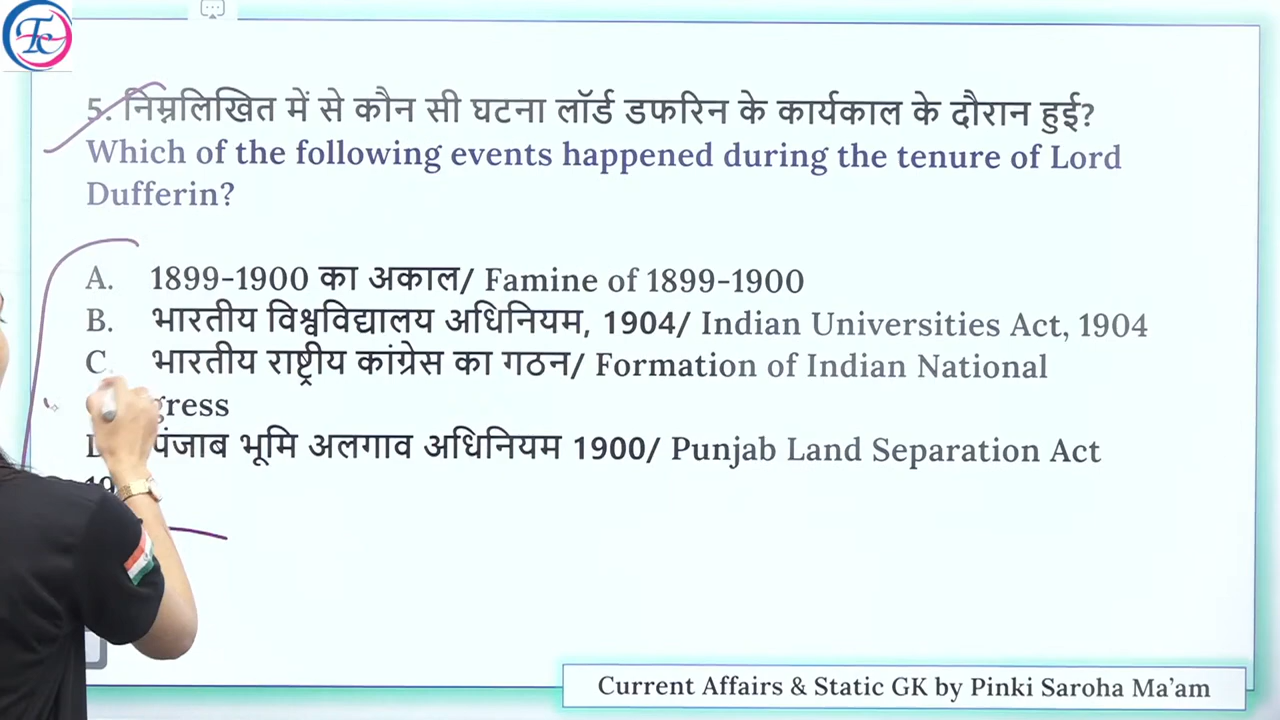 Tc
5. निम्नलिखित में से कौन सी घटना लॉर्ड डफरिन के कार्यकाल के दौरान हुई?
Which of the following events happened during the tenure of Lord
Dufferin?
A. 1899-1900 का अकाल/ Famine of 1899-1900
B. भारतीय विश्वविद्यालय अधिनियम, 1904/ Indian Universities Act, 1904
C. भारतीय राष्ट्रीय कांग्रेस का गठन/ Formation of Indian National
gress
पंजाब भूमि अलगाव अधिनियम 1900/ Punjab Land Separation Act
19
Current Affairs & Static GK by Pinki Saroha Ma'am